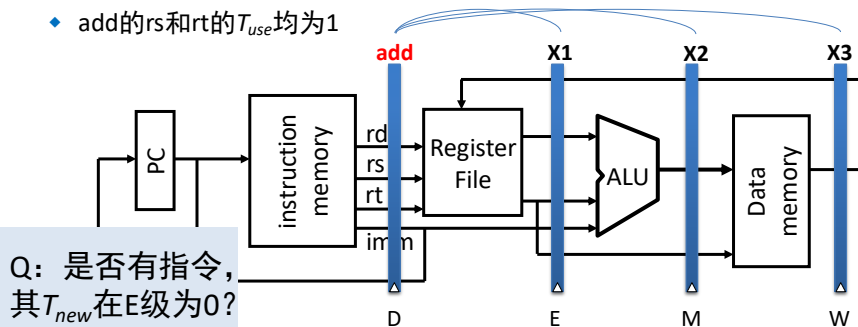 ◆ add的rs和rt的Tuse均为1
add X1 X2 X3
PC
instruction memory
rd
rs
rt
imm
Register
File
ALU
Data
memory
Q：是否有指令，
其Tnew在E级为0？
D E M W